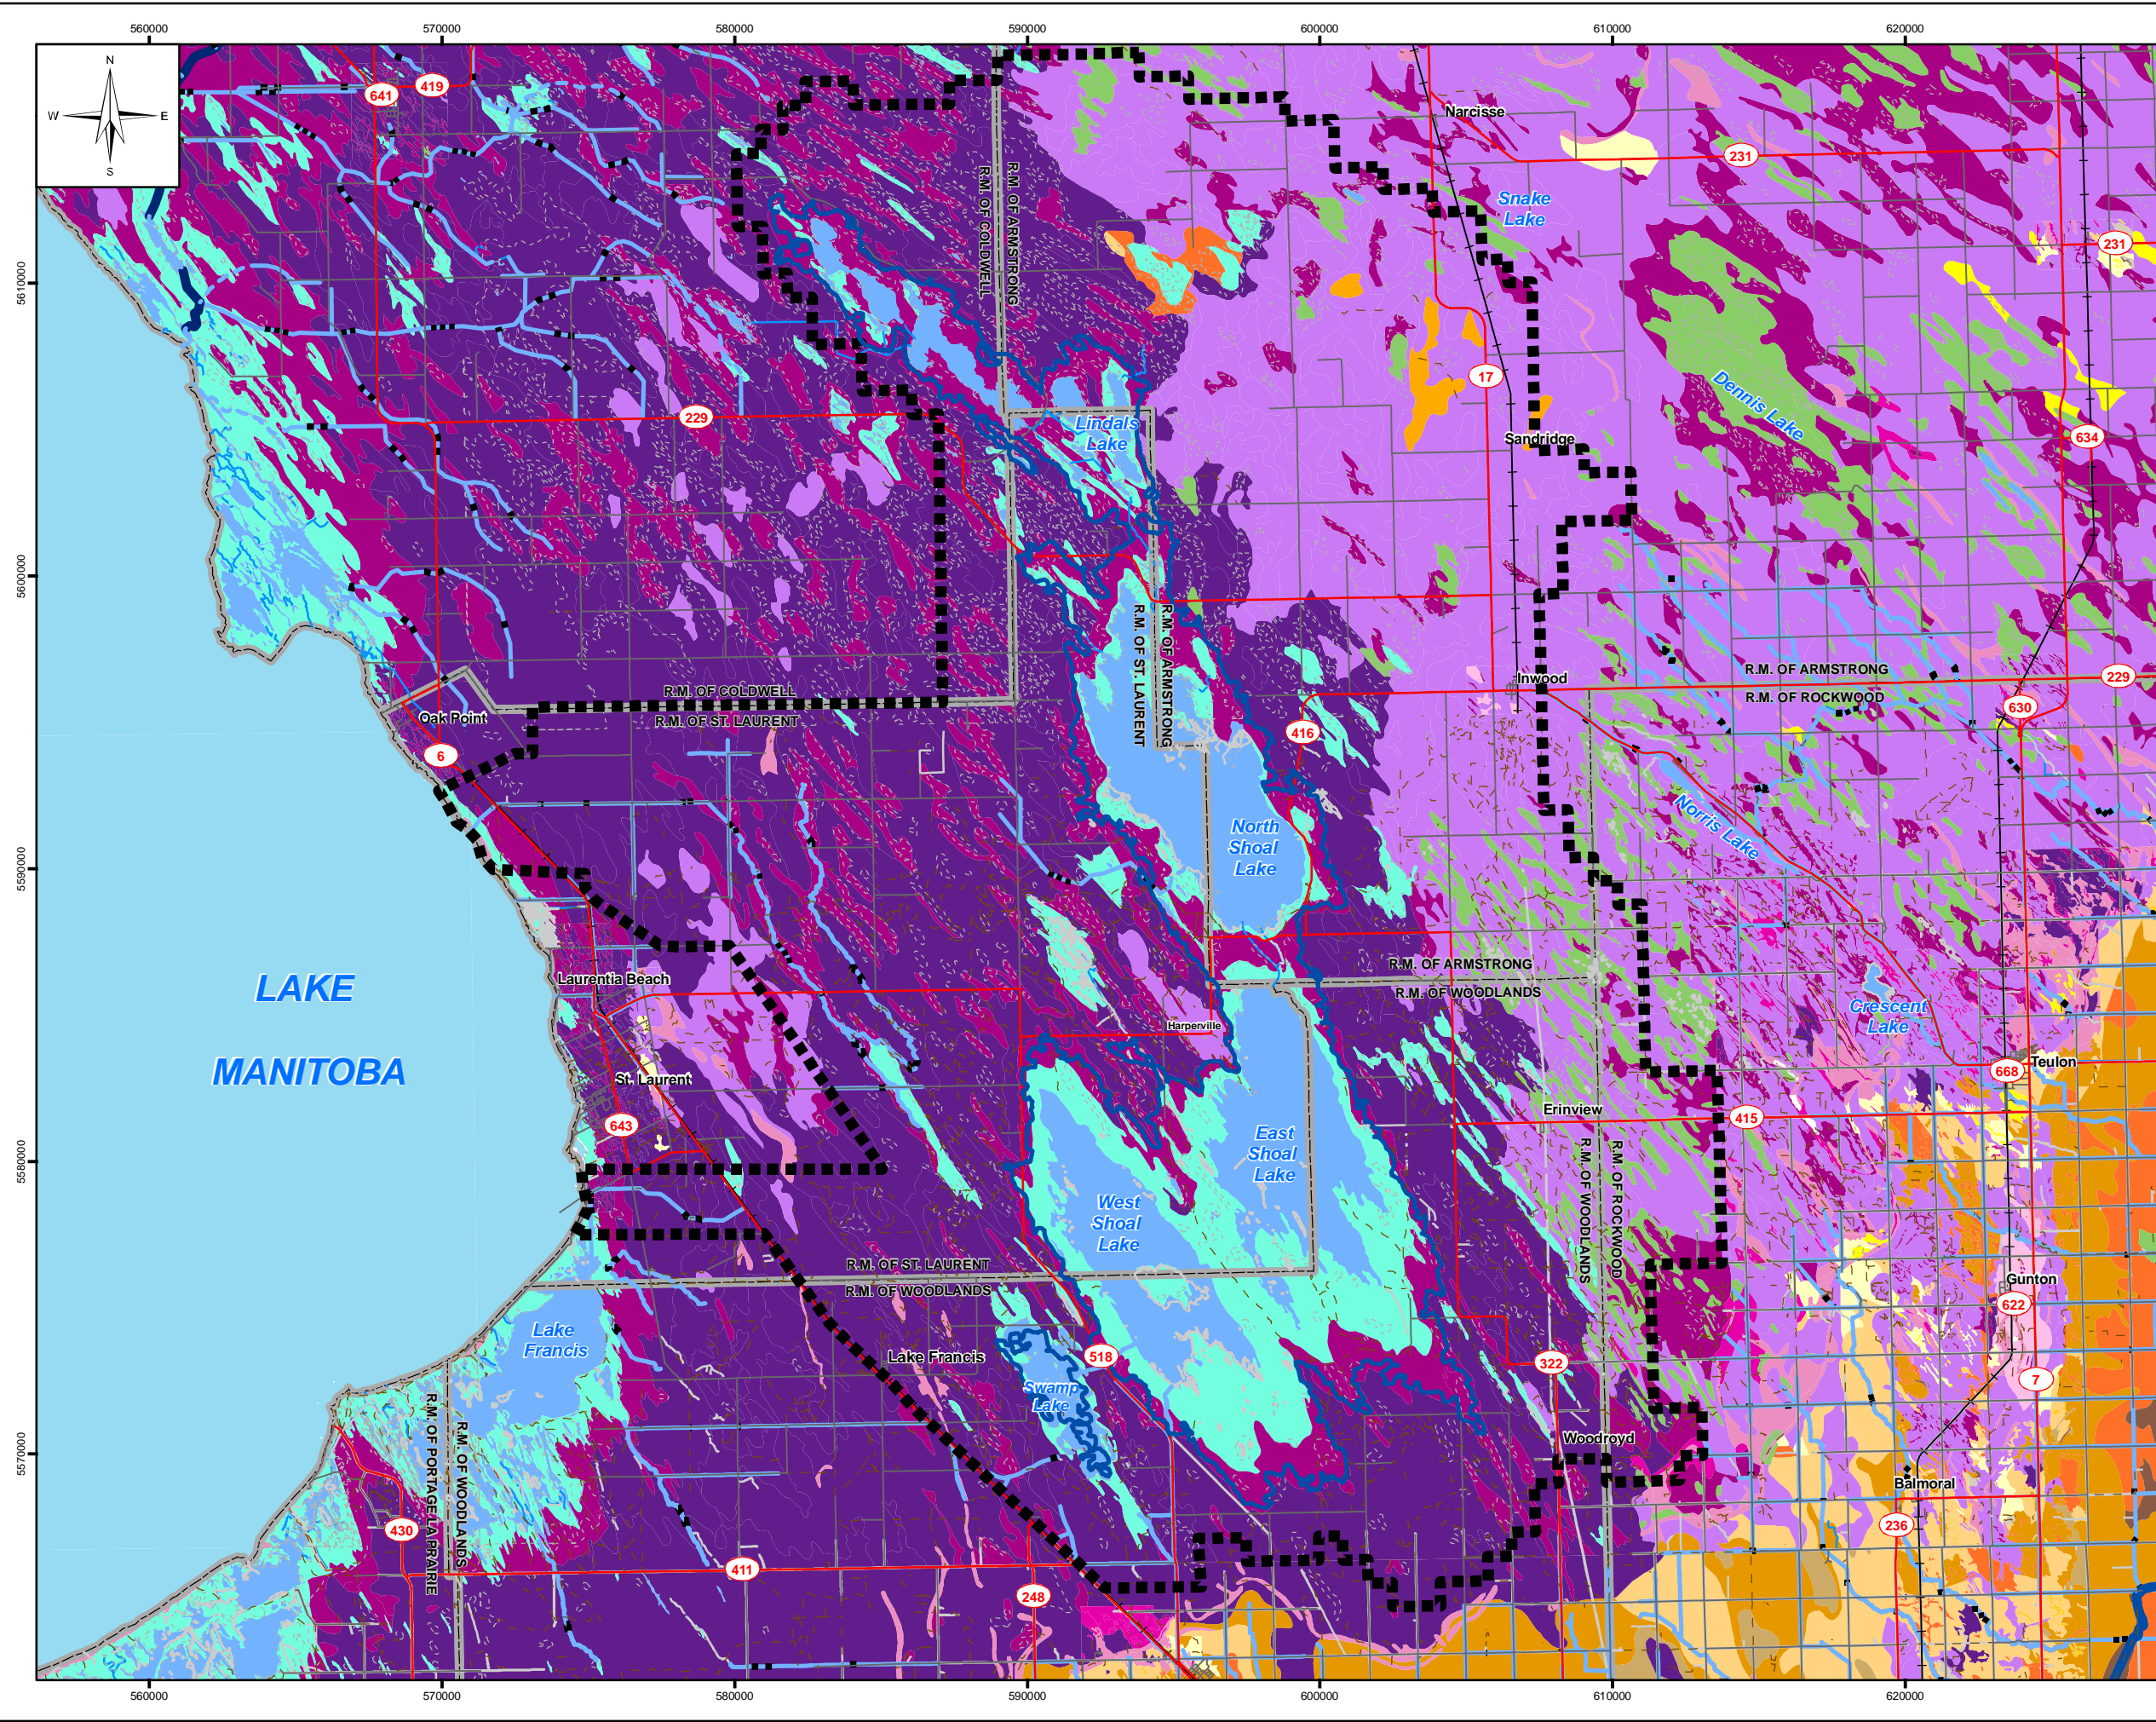 560000 570000 580000 590000 600000 610000 620000
N
W E
S
641
419
Narcisse
231
Snake
Lake
231
R.M. OF COLDWELL
R.M. OF ARMSTRONG
5610000
17
Dennis Lake
229
Lindals
Lake
Sandridge
634
5600000
R.M. OF ST. LAURENT
R.M. OF ARMSTRONG
Inwood
R.M. OF ARMSTRONG
R.M. OF ROCKWOOD
229
630
R.M. OF COLDWELL
R.M. OF ST. LAURENT
Oak Point
6
416
North
Shoal
Lake
Norris Lake
5590000
R.M. OF ARMSTRONG
R.M. OF WOODLANDS
Laurentia Beach
LAKE
MANITOBA
Harperville
Crescent
Lake
Teulon
668
St. Laurent
643
Erinview
415
5580000
East
Shoal
Lake
West
Shoal
Lake
R.M. OF WOODLANDS
R.M. OF ROCKWOOD
R.M. OF ST. LAURENT
R.M. OF WOODLANDS
Gunton
622
Lake
Francis
Lake Francis
518
322
7
Swamp
Lake
R.M. OF PORTAGE LA PRAIRIE
R.M. OF WOODLANDS
5570000
Woodroyd
Balmoral
430
236
411
248
560000 570000 580000 590000 600000 610000 620000